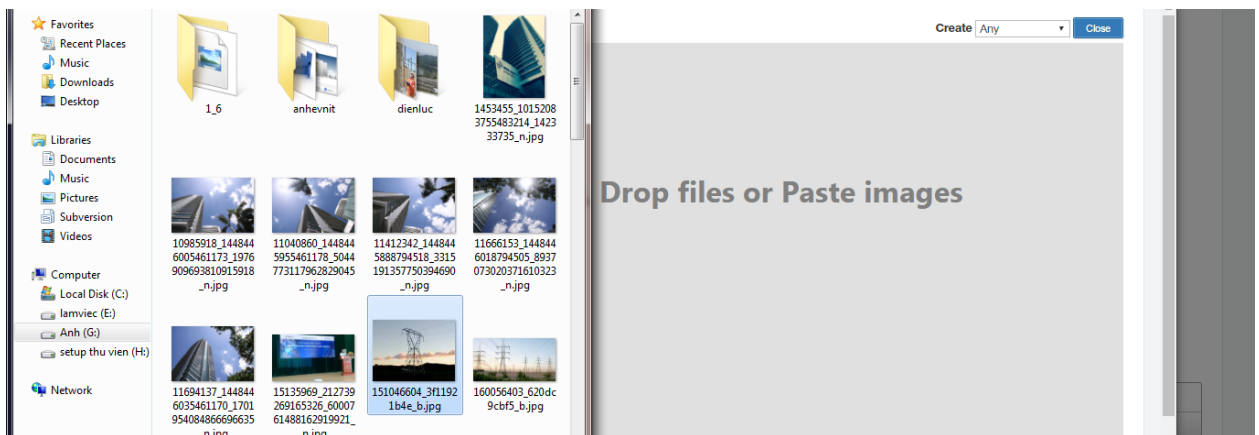 Favorites
Recent Places
Music
Downloads
Desktop
Libraries
Documents
Music
Pictures
Subversion
Videos
Computer
Local Disk (C:)
lamviec (E:)
Anh (G:)
setup thu vien (H:)
Network
1_6
anhevnit
dienluc
1453455_1015208
3755483214_1423
33735_n.jpg
10985918_144844
6005461173_1976
909693810915918
_n.jpg
11040860_144844
5955461178_5044
773117962829045
_n.jpg
11412342_144844
5888794518_3315
191357750394690
_n.jpg
11666153_144844
6018794505_8937
073020371610323
_n.jpg
11694137_144844
6035461170_1701
954084866696635
_n.jpg
15135969_212739
269165326_60007
61488162919921_
n.jpg
151046604_3f1192
1b4e_b.jpg
160056403_620dc
9cbf5_b.jpg
Create Any Close
Drop files or Paste images